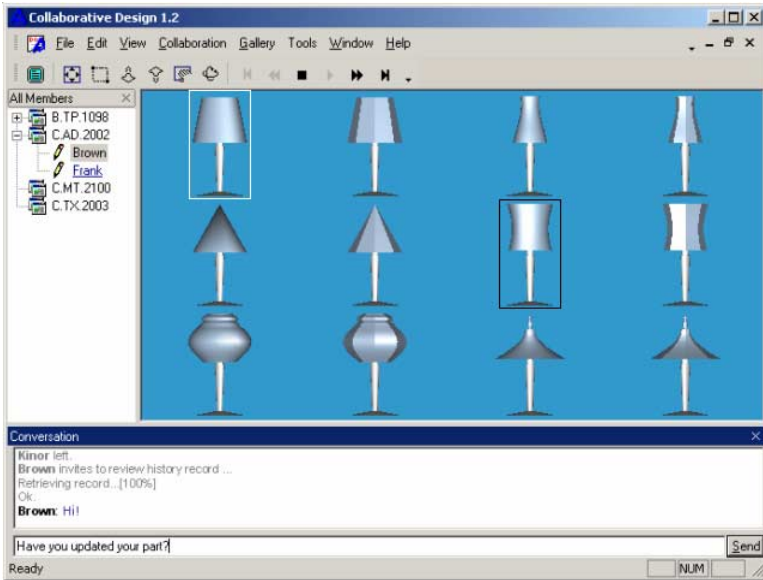 Collaborative Design 1.2
File Edit View Collaboration Gallery Tools Window Help
All Members
B.TP.1098
C.AD.2002
Brown
Frank
C.MT.2100
C.TX.2003
Conversation
Kinor left.
Brown invites to review history record ...
Retrieving record...[100%]
Ok.
Brown: Hi!
Have you updated your part?
Send
Ready
NUM